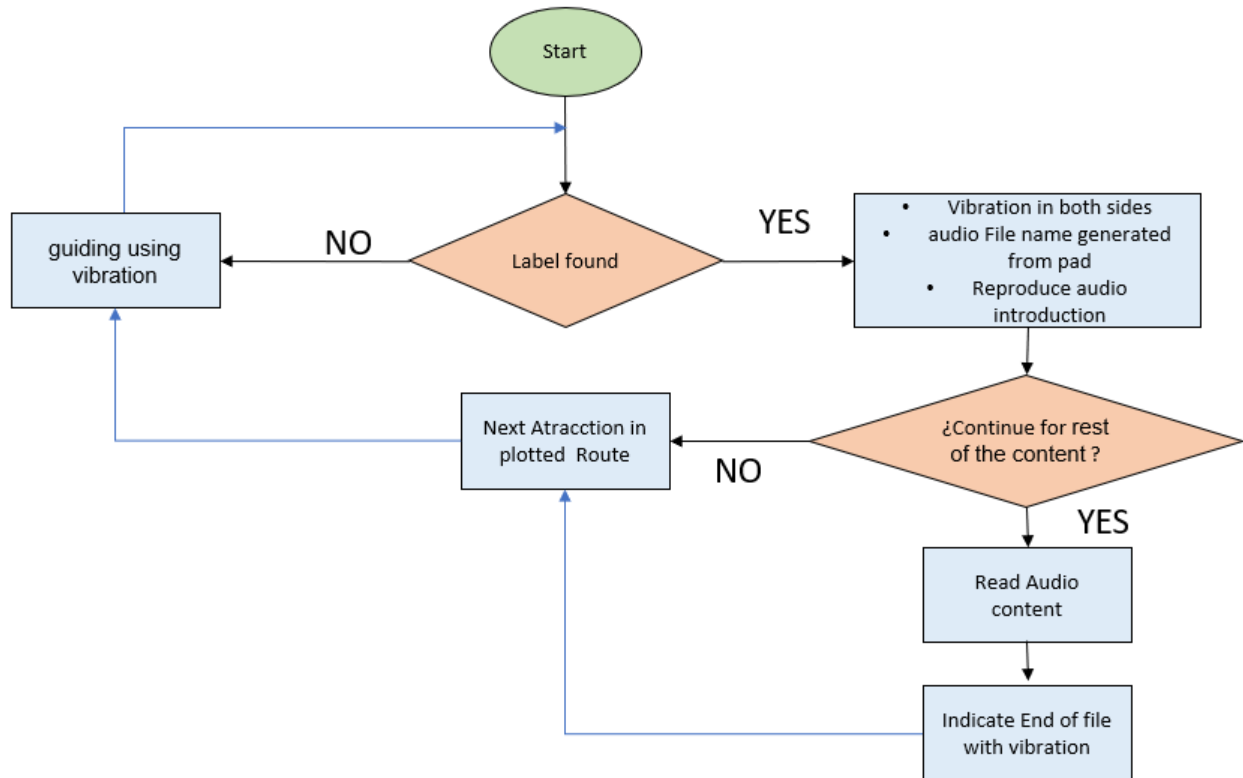 Start
NO
YES
Label found
guiding using
vibration
• Vibration in both sides
• audio File name generated
from pad
• Reproduce audio
introduction
Next Atracction in
plotted Route
NO
¿Continue for rest
of the content ?
YES
Read Audio
content
Indicate End of file
with vibration